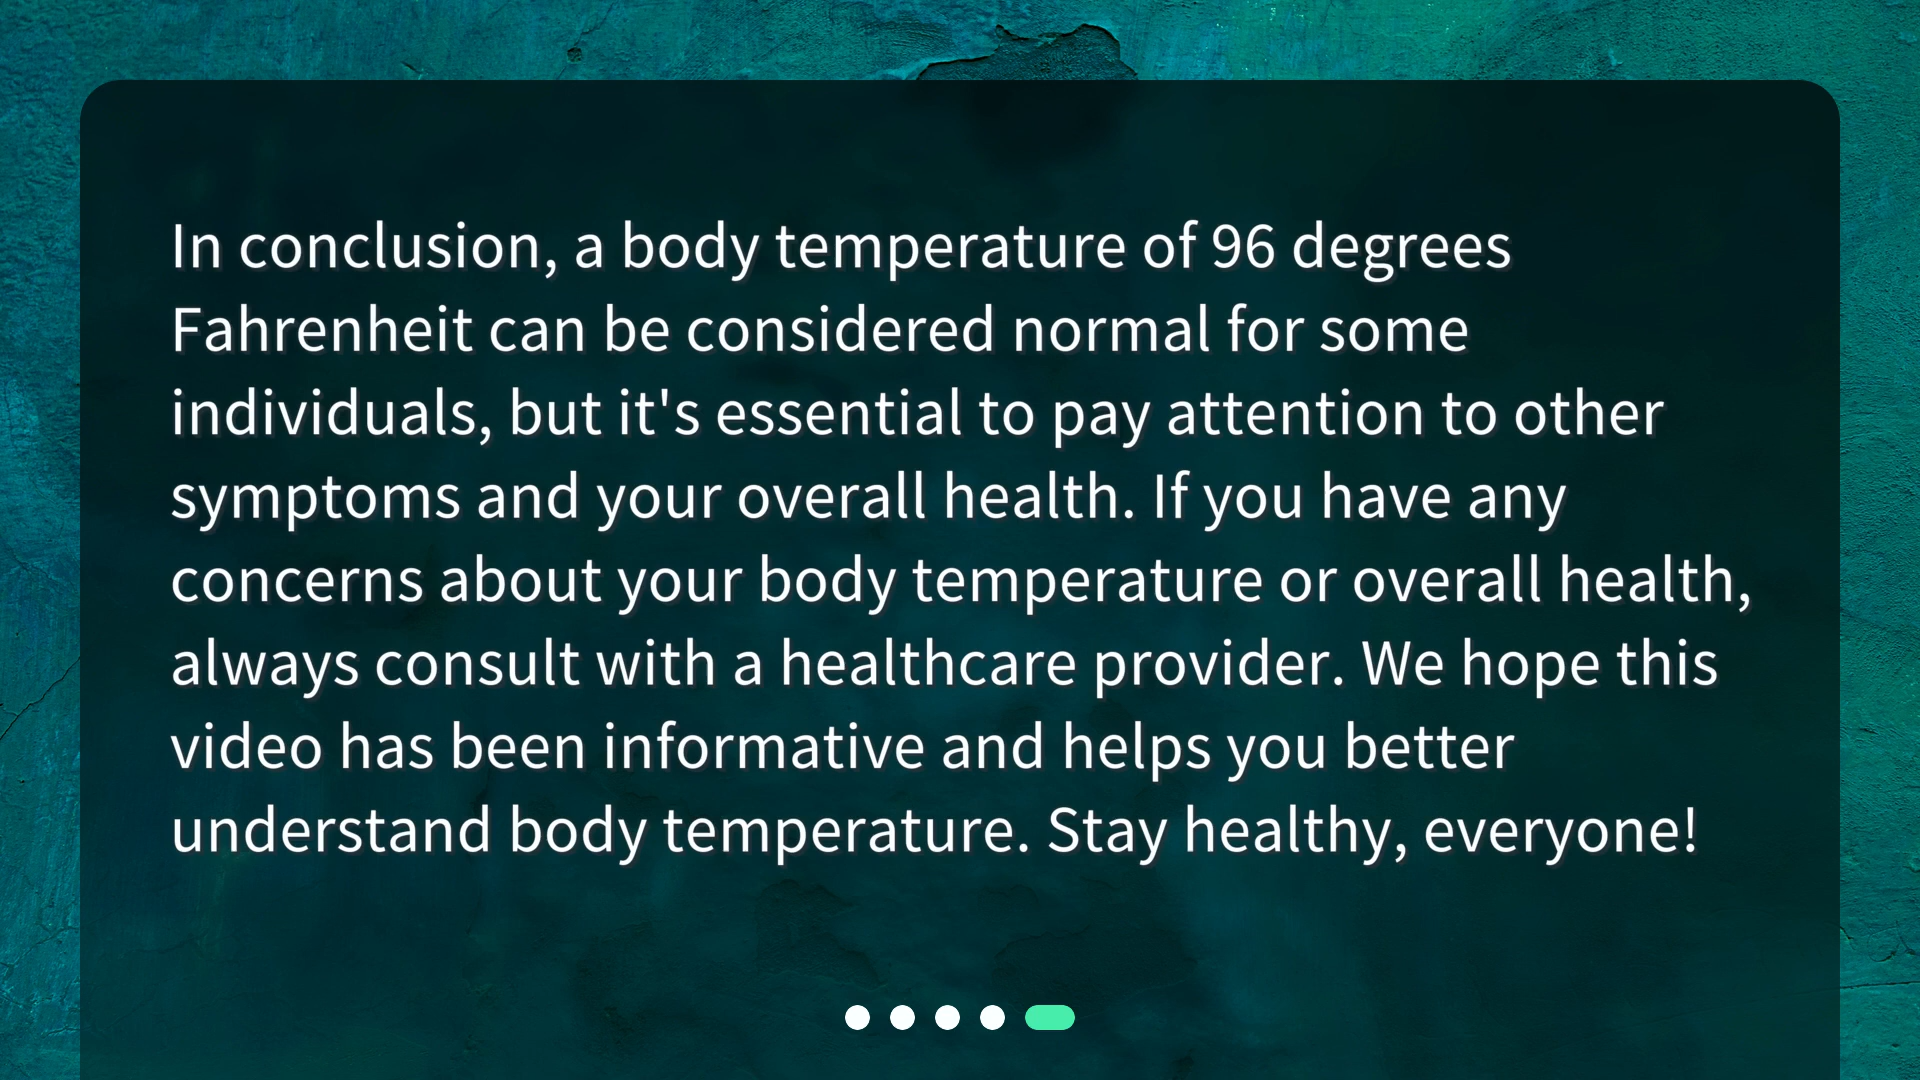 In conclusion, a body temperature of 96 degrees
Fahrenheit can be considered normal for some
individuals, but it's essential to pay attention to other
symptoms and your overall health. If you have any
concerns about your body temperature or overall health,
always consult with a healthcare provider. We hope this
video has been informative and helps you better
understand body temperature. Stay healthy, everyone!